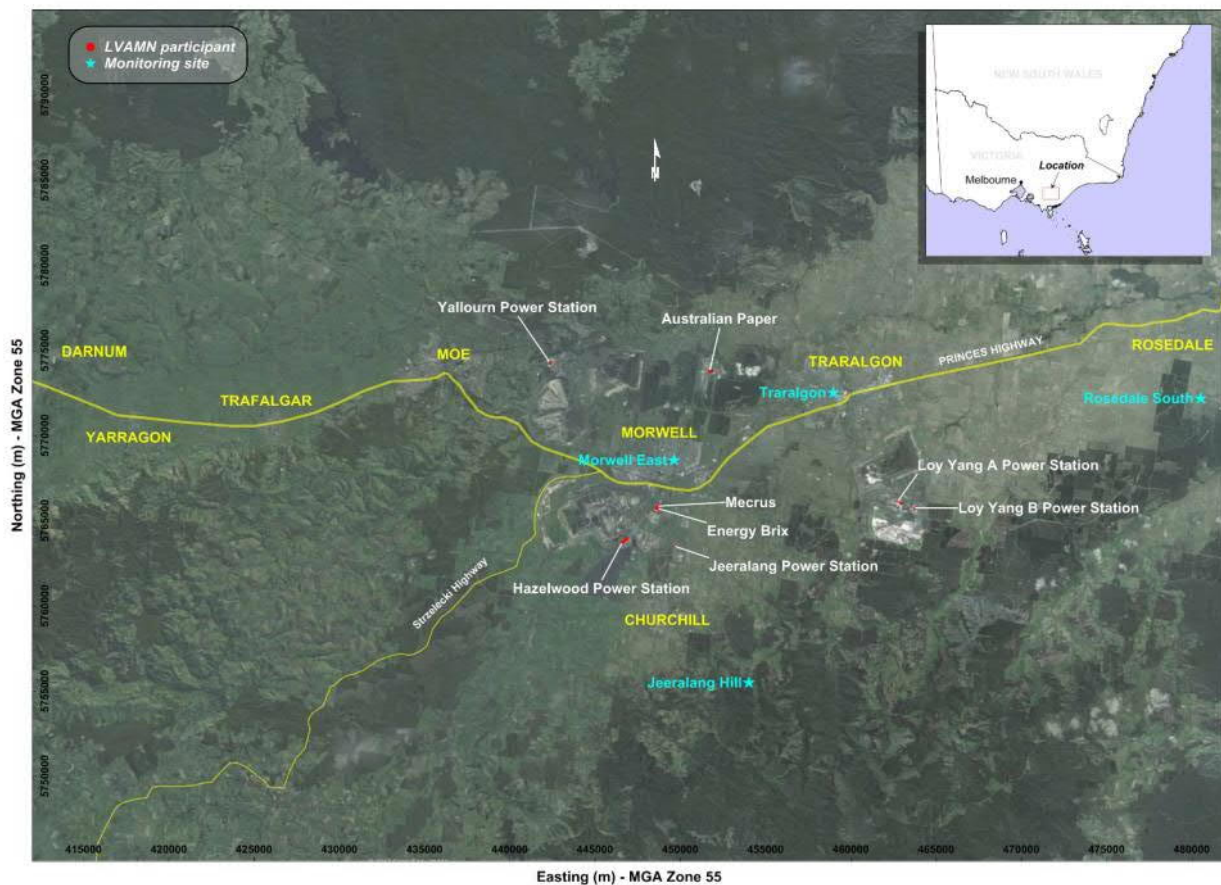 LVAMN participant
Monitoring site
NEW SOUTH WALES
VICTORIA
Location
Melbourne
N
Yallourn Power Station
Australian Paper
DARNUM
MOE
TRARALGON
PRINCES HIGHWAY
ROSEDALE
TRAFALGAR
Traralgon
Rosedale South
YARRAGON
MORWELL
Morwell East
Loy Yang A Power Station
Mecrus
Loy Yang B Power Station
Energy Brix
Jeeralang Power Station
Hazelwood Power Station
Strzelecki Highway
CHURCHILL
Jeeralang Hill
Northing (m) - MGA Zone 55
5790000
5785000
5780000
5775000
5770000
5765000
5760000
5755000
5750000
415000 420000 425000 430000 435000 440000 445000 450000 455000 460000 465000 470000 475000 480000
Easting (m) - MGA Zone 55